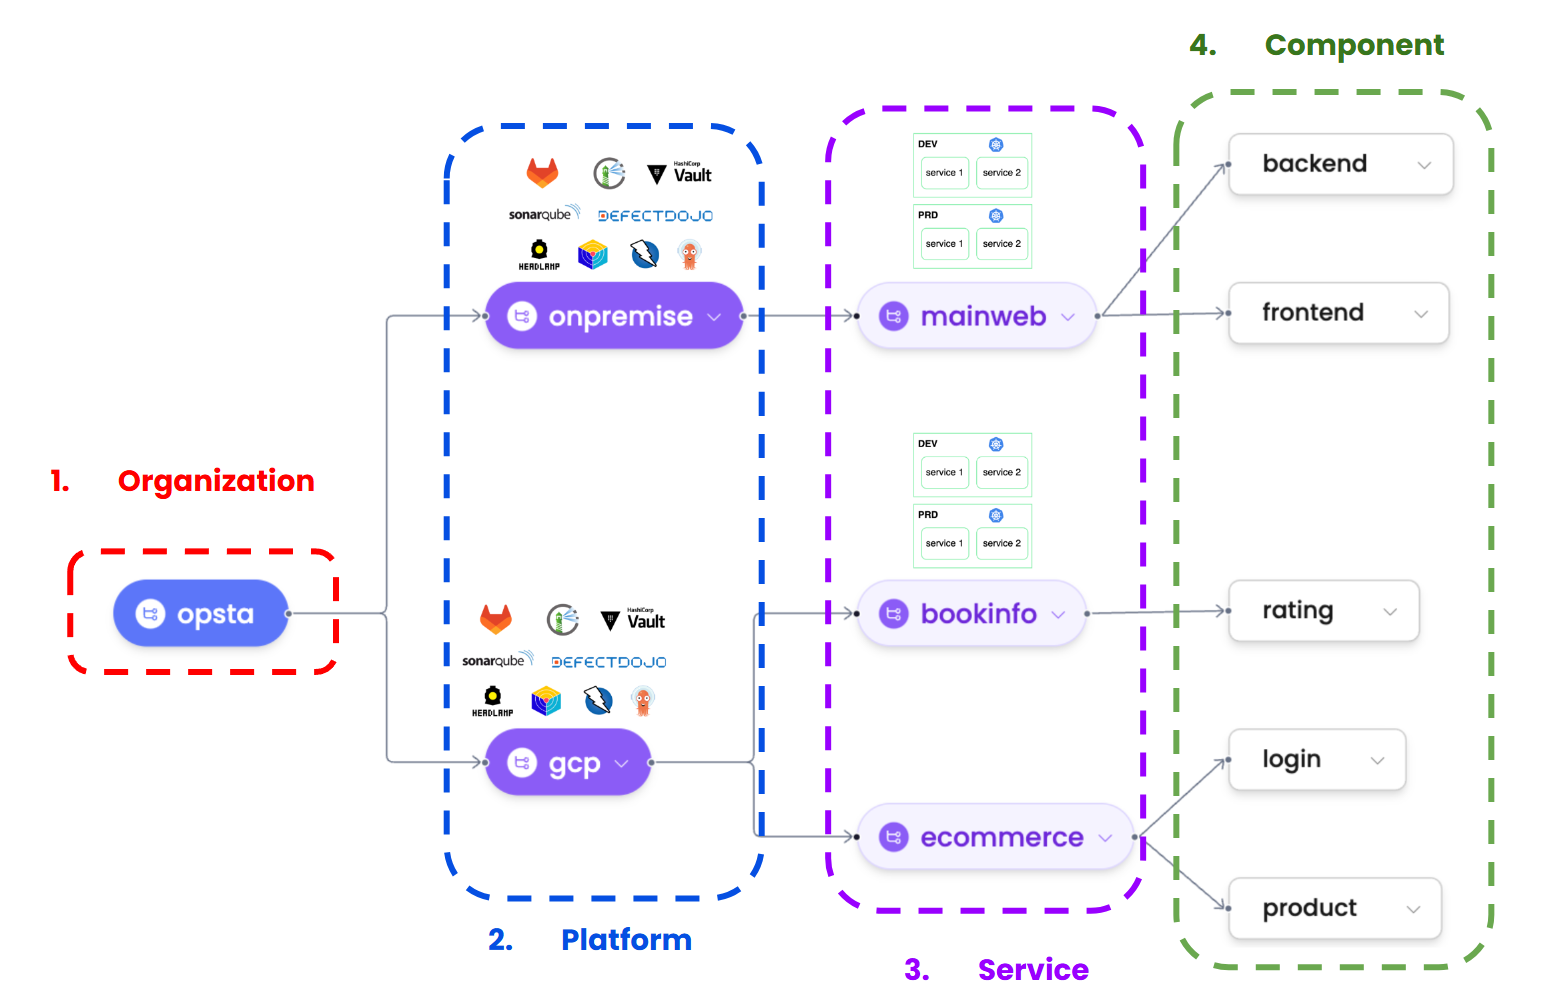 4. Component
DEV
service 1 service 2
PRD
service 1 service 2
backend
HashiCorp
Vault
sonarqube DEFECTDOJO
HEADLAMP
onpremise
mainweb
frontend
1. Organization
DEV
service 1 service 2
PRD
service 1 service 2
opsta
HashiCorp
Vault
sonarqube DEFECTDOJO
HEADLAMP
bookinfo
rating
gcp
login
ecommerce
product
2. Platform
3. Service